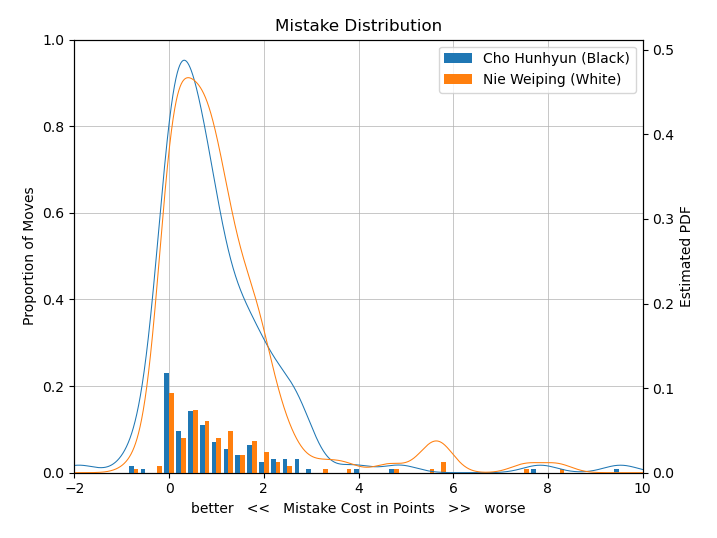 Mistake Distribution
1.0
0.8
0.6
0.4
0.2
0.0
Proportion of Moves
Cho Hunhyun (Black)
Nie Weiping (White)
0.5
0.4
0.3
0.2
0.1
0.0
Estimated PDF
−2 0 2 4 6 8 10
better << Mistake Cost in Points >> worse